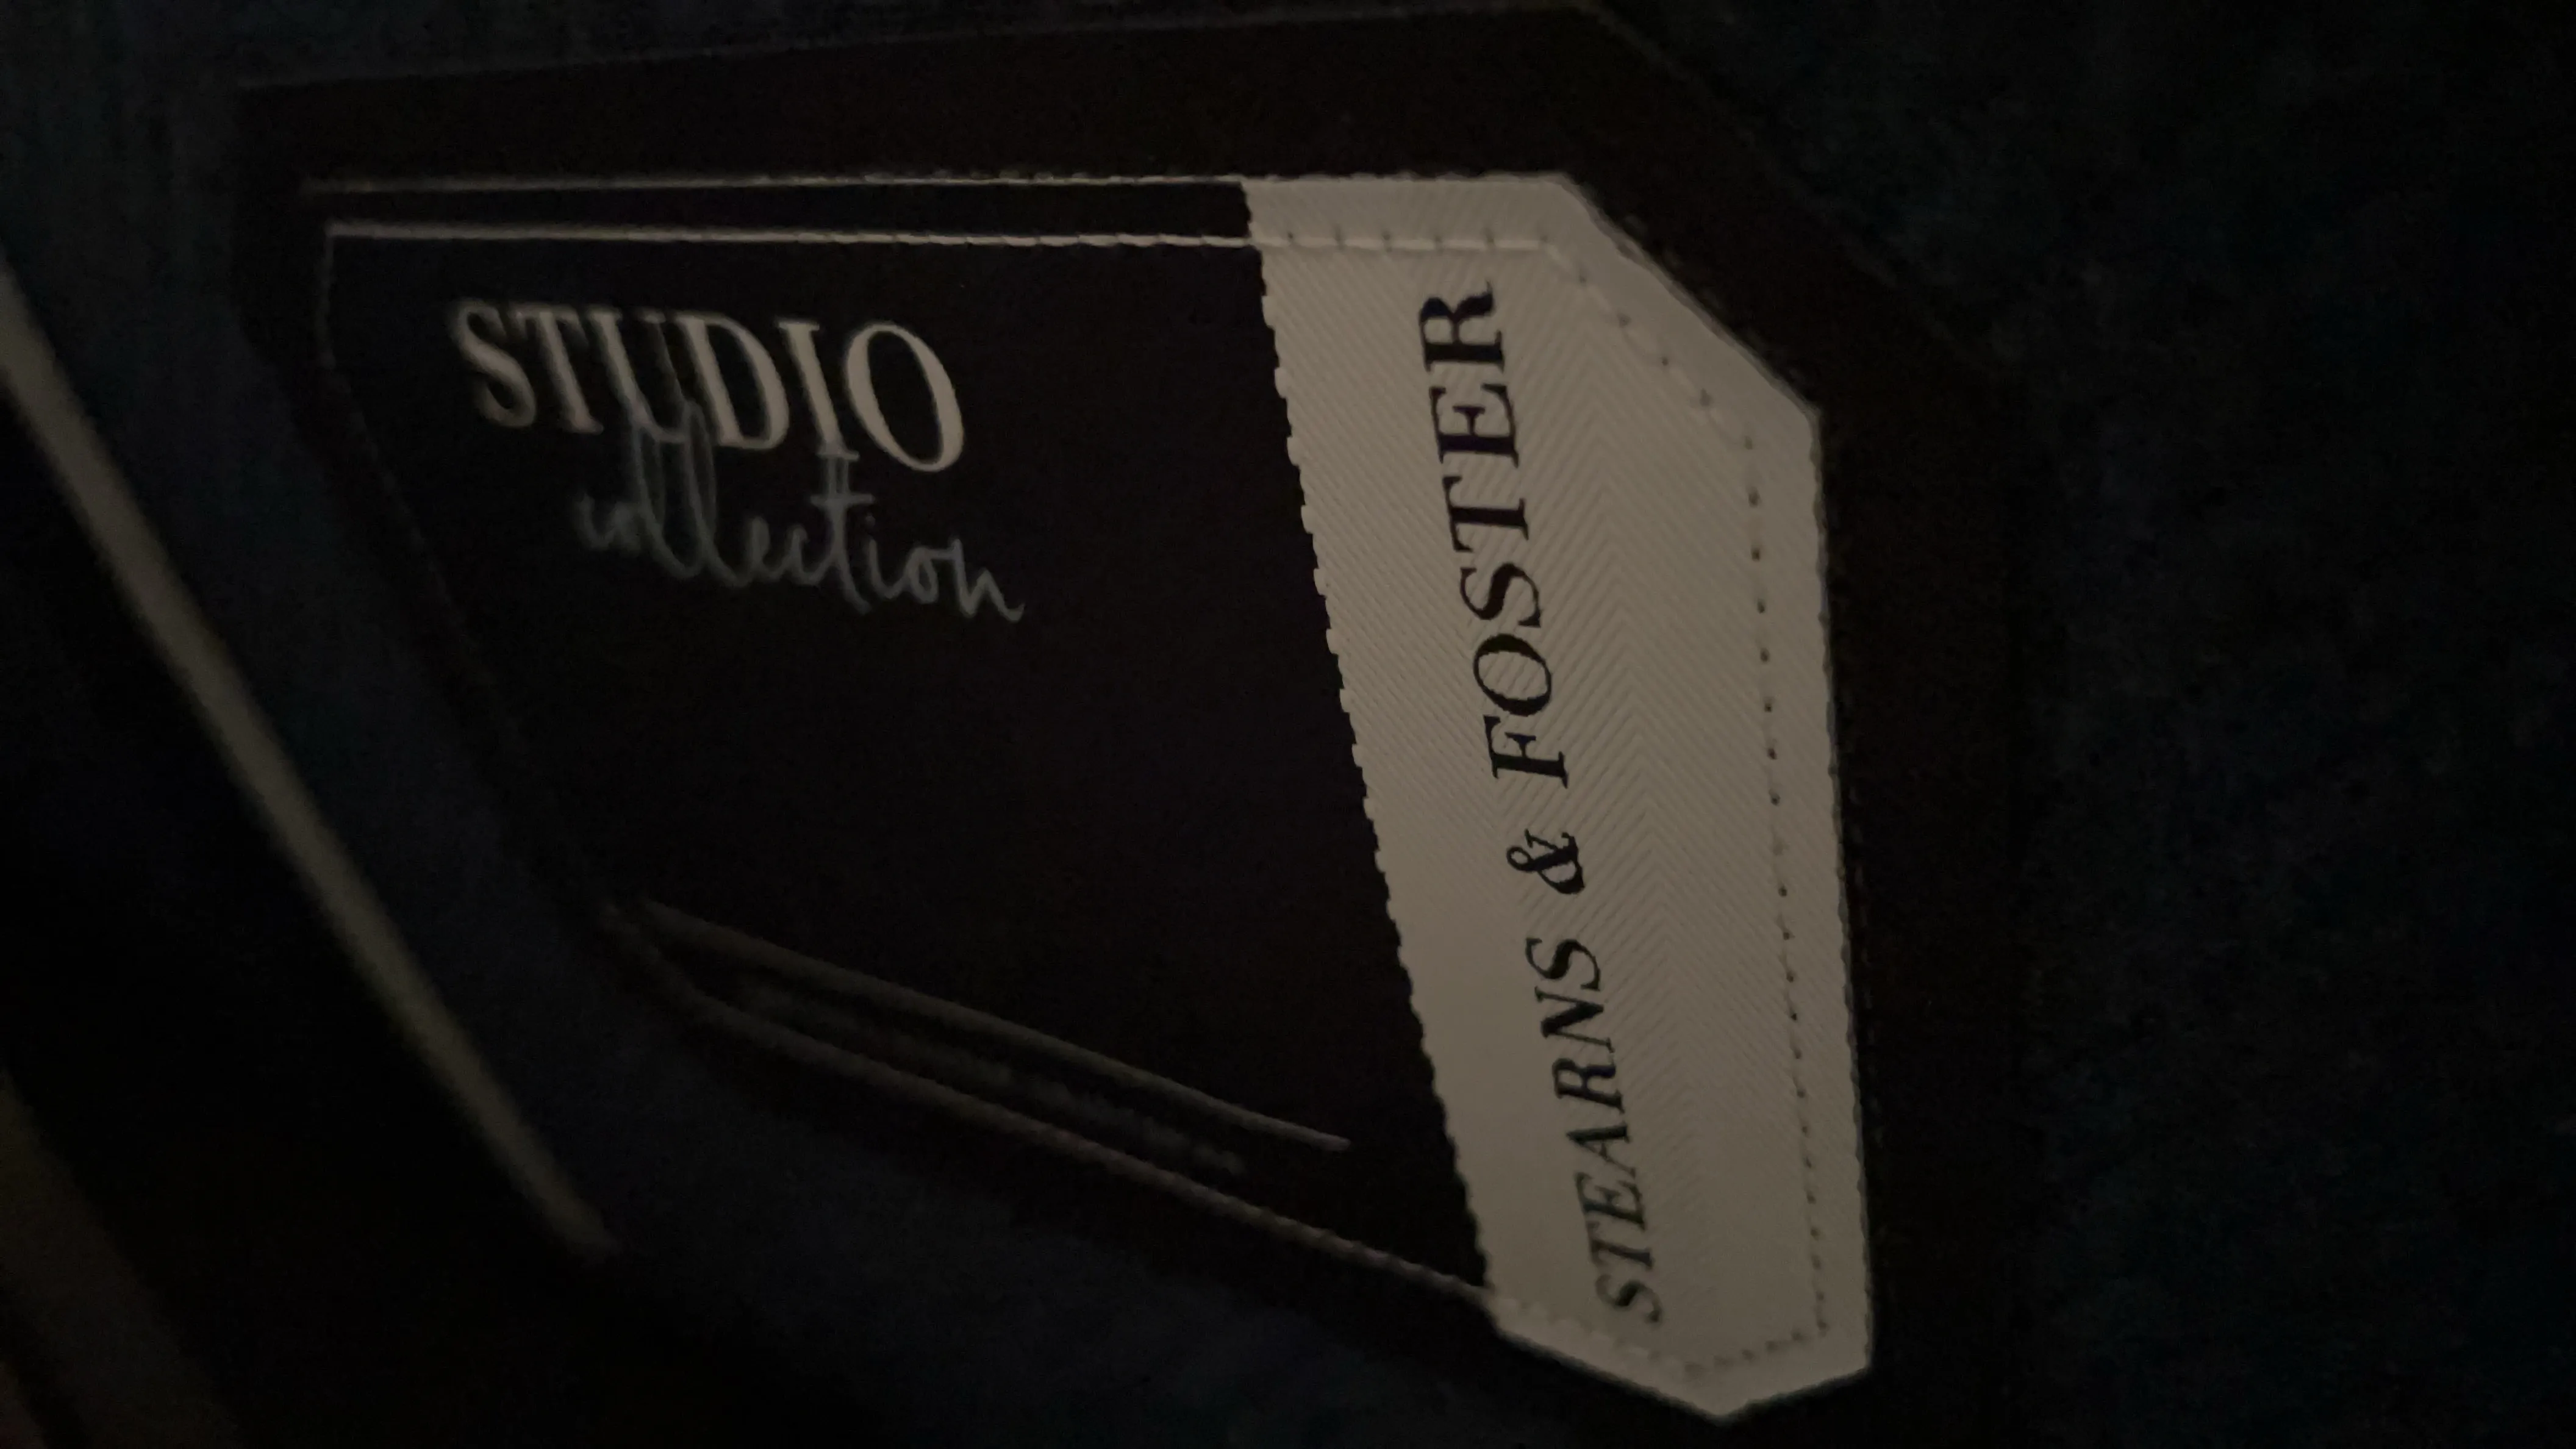 STUDIO
collection
STEARNS & FOSTER